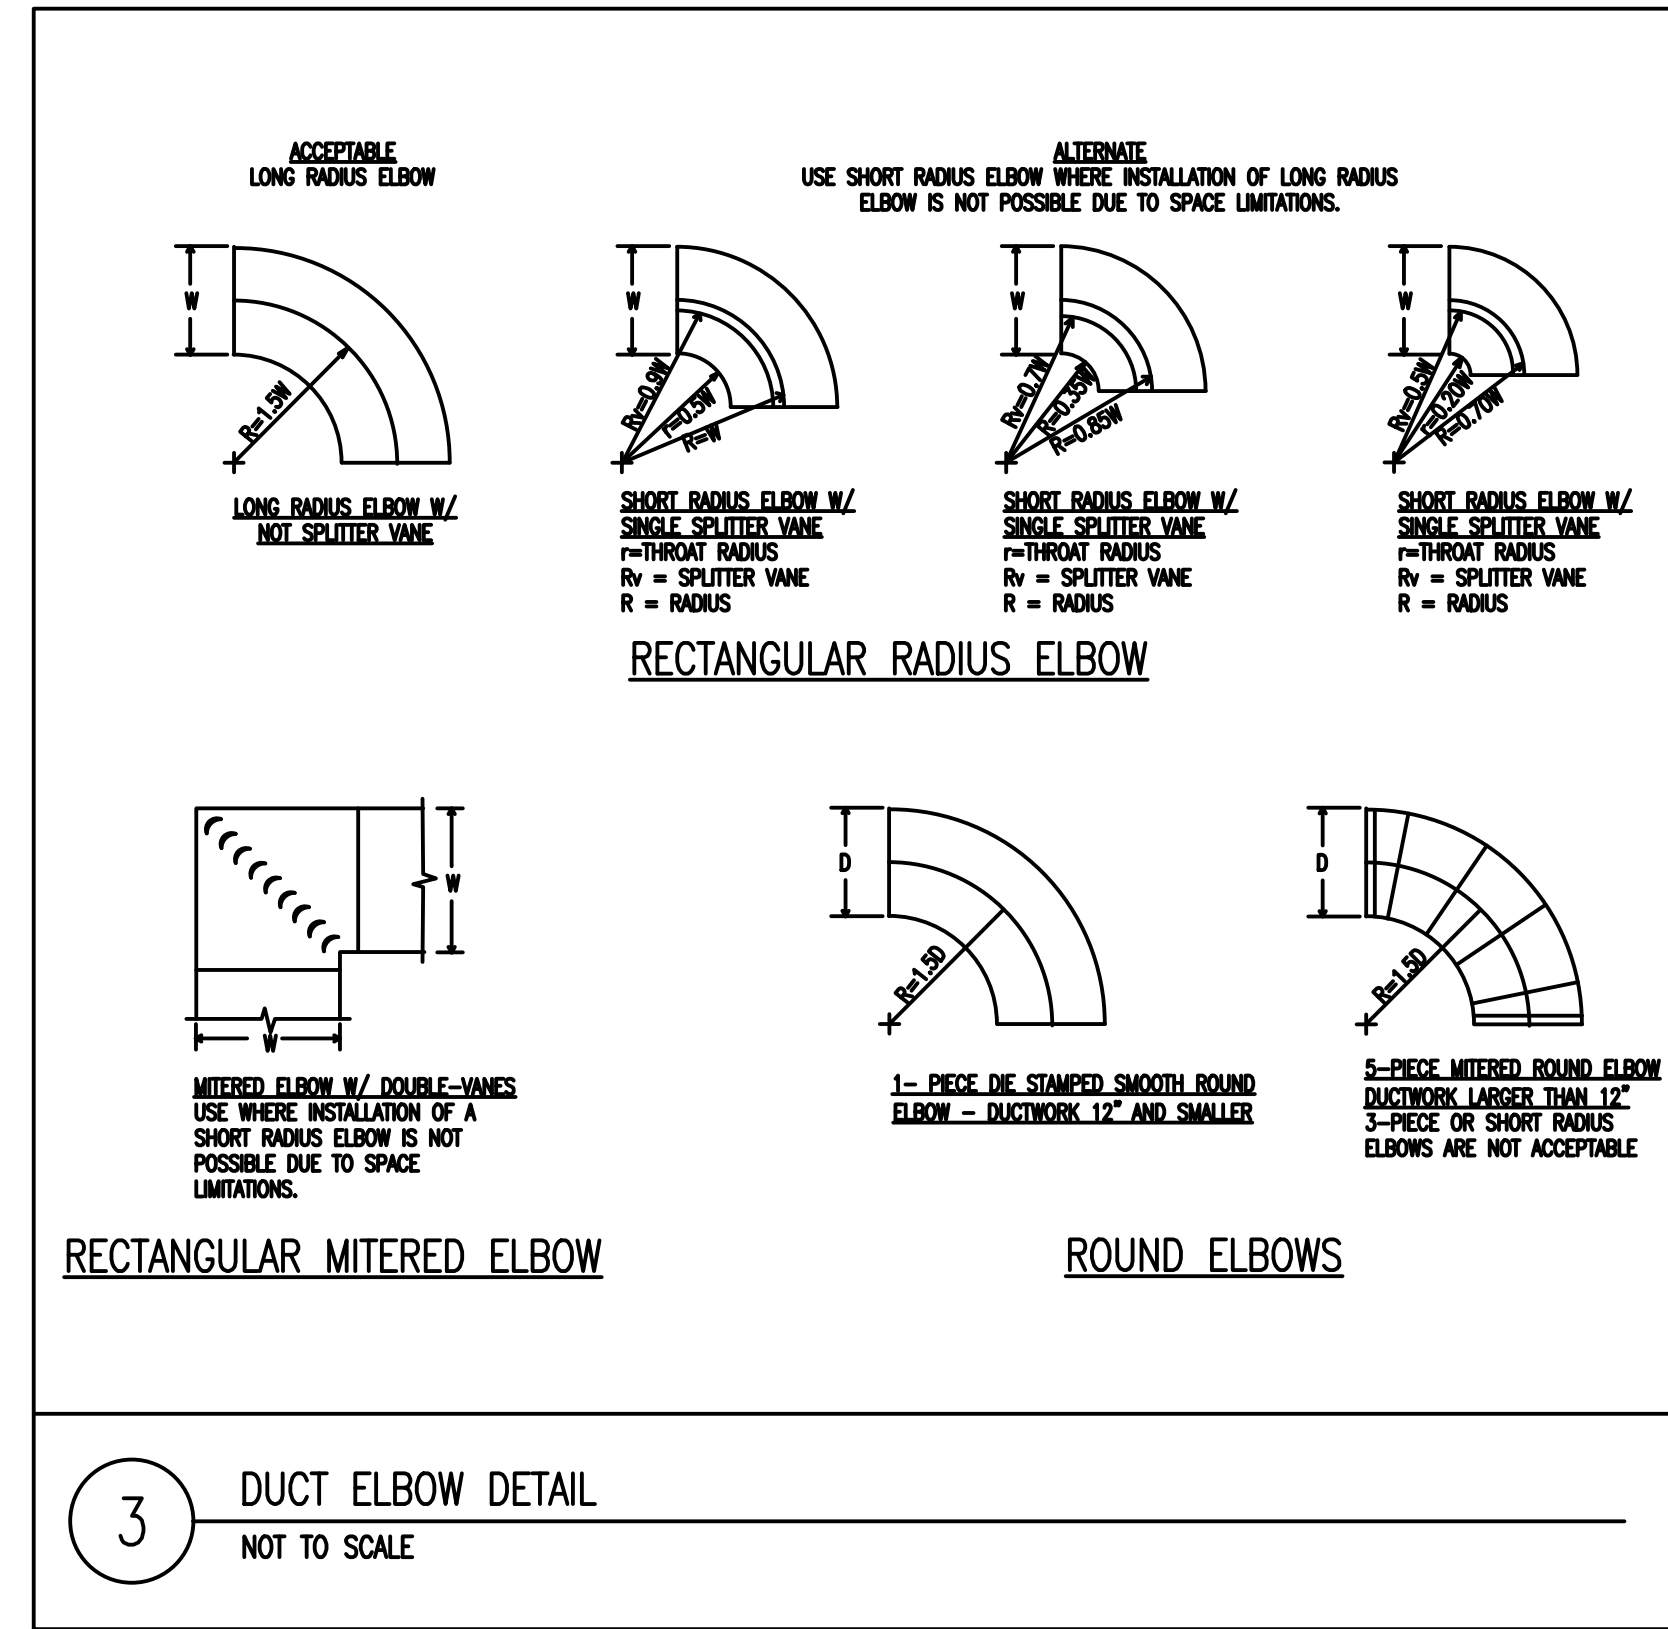 ACCEPTABLE
LONG RADIUS ELBOW
ALTERNATE
USE SHORT RADIUS ELBOW WHERE INSTALLATION OF LONG RADIUS
ELBOW IS NOT POSSIBLE DUE TO SPACE LIMITATIONS.
W
R=1.5W
LONG RADIUS ELBOW W/
NOT SPLITTER VANE
W
Rv=0.9W
r=0.5W
R=W
SHORT RADIUS ELBOW W/
SINGLE SPLITTER VANE
r=THROAT RADIUS
Rv = SPLITTER VANE
R = RADIUS
W
Rv=0.7W
R=0.35W
R=0.85W
SHORT RADIUS ELBOW W/
SINGLE SPLITTER VANE
r=THROAT RADIUS
Rv = SPLITTER VANE
R = RADIUS
W
Rv=0.5W
r=0.20W
R=0.70W
SHORT RADIUS ELBOW W/
SINGLE SPLITTER VANE
r=THROAT RADIUS
Rv = SPLITTER VANE
R = RADIUS
RECTANGULAR RADIUS ELBOW
W
W
MITERED ELBOW W/ DOUBLE-VANES
USE WHERE INSTALLATION OF A
SHORT RADIUS ELBOW IS NOT
POSSIBLE DUE TO SPACE
LIMITATIONS.
RECTANGULAR MITERED ELBOW
D
R=1.5D
1- PIECE DIE STAMPED SMOOTH ROUND
ELBOW - DUCTWORK 12" AND SMALLER
D
R=1.5D
5-PIECE MITERED ROUND ELBOW
DUCTWORK LARGER THAN 12"
3-PIECE OR SHORT RADIUS
ELBOWS ARE NOT ACCEPTABLE
ROUND ELBOWS
3
DUCT ELBOW DETAIL
NOT TO SCALE